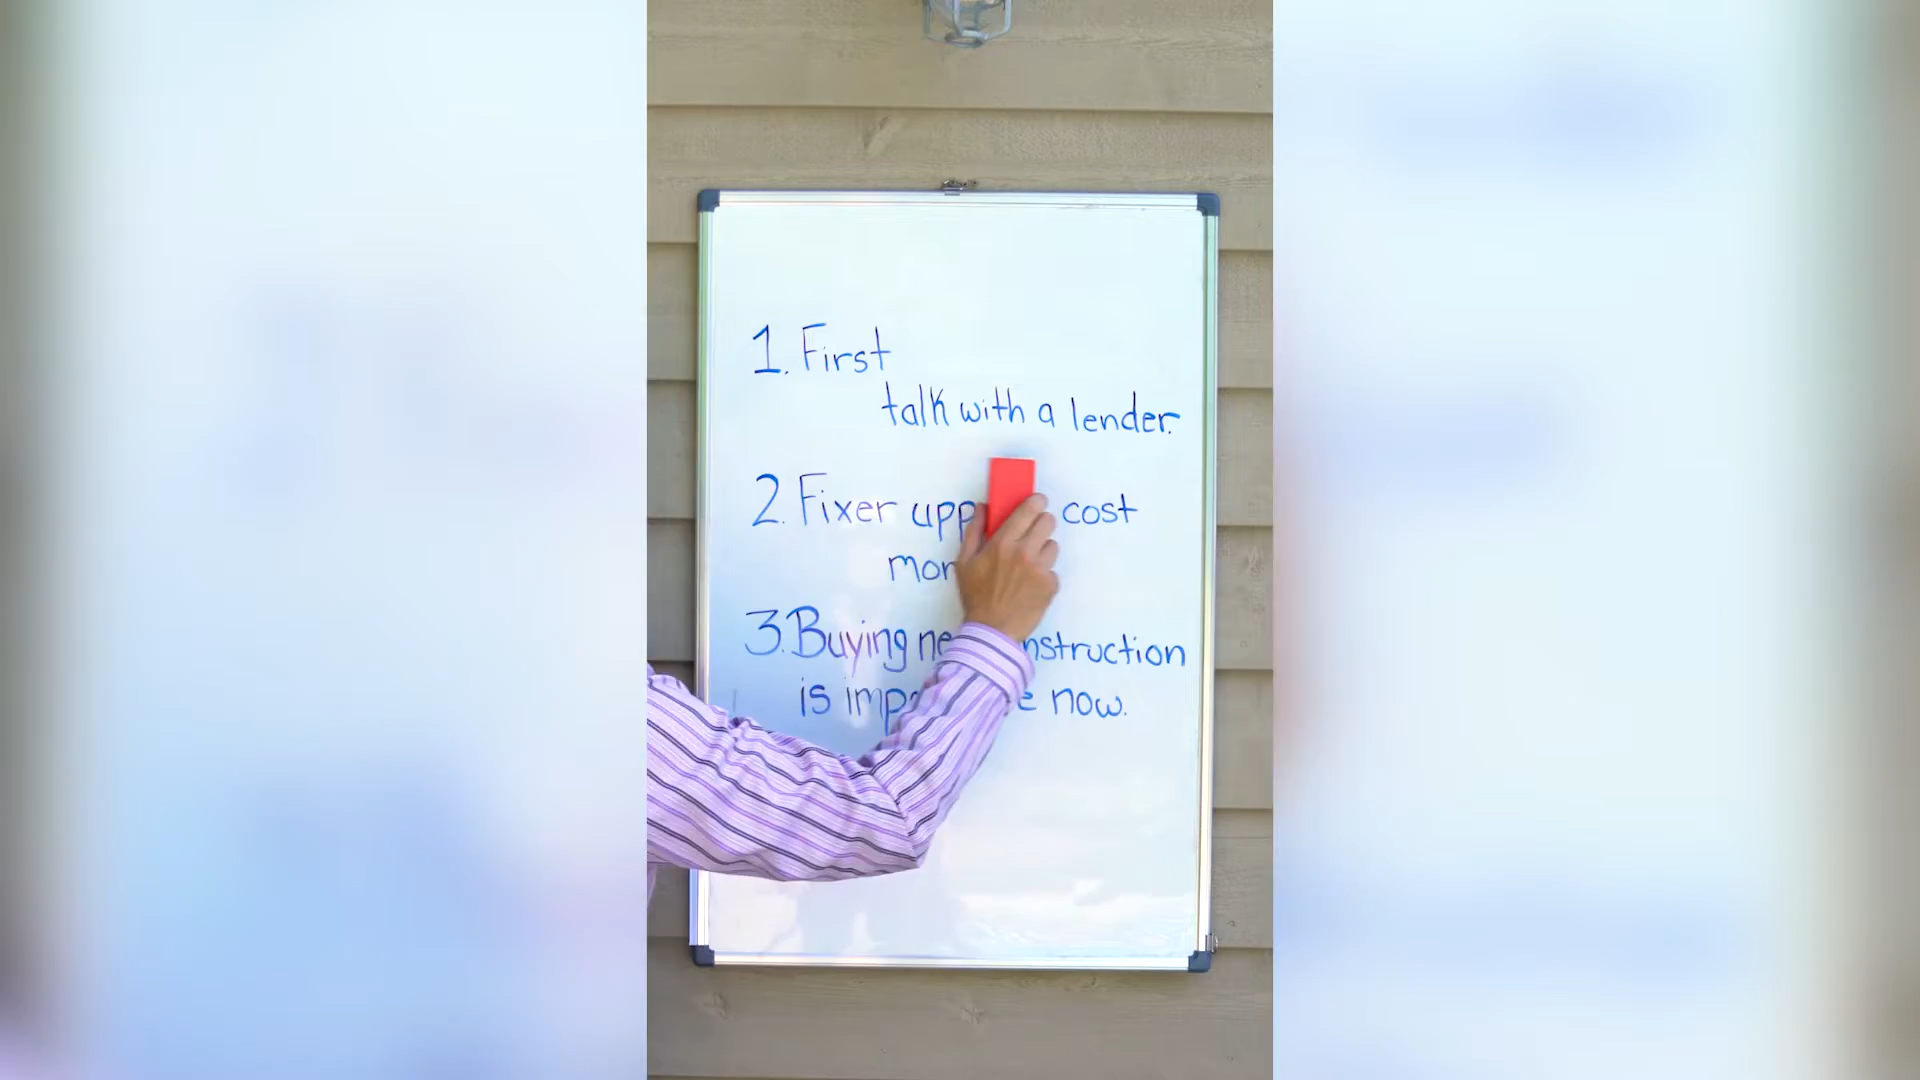 1. First
talk with a lender.
2. Fixer upp cost
mor
3. Buying ne nstruction
is imp e now.